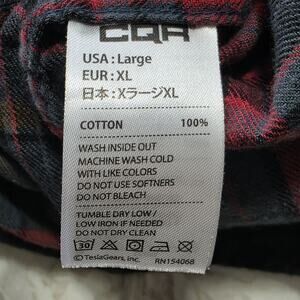 CQR
USA : Large
EUR : XL
日本 : XラージXL
COTTON 100%
WASH INSIDE OUT
MACHINE WASH COLD
WITH LIKE COLORS
DO NOT USE SOFTNERS
DO NOT BLEACH
TUMBLE DRY LOW /
LOW IRON IF NEEDED
DO NOT DRY CLEAN
30
ⓒ TeslaGears, inc. RN154068